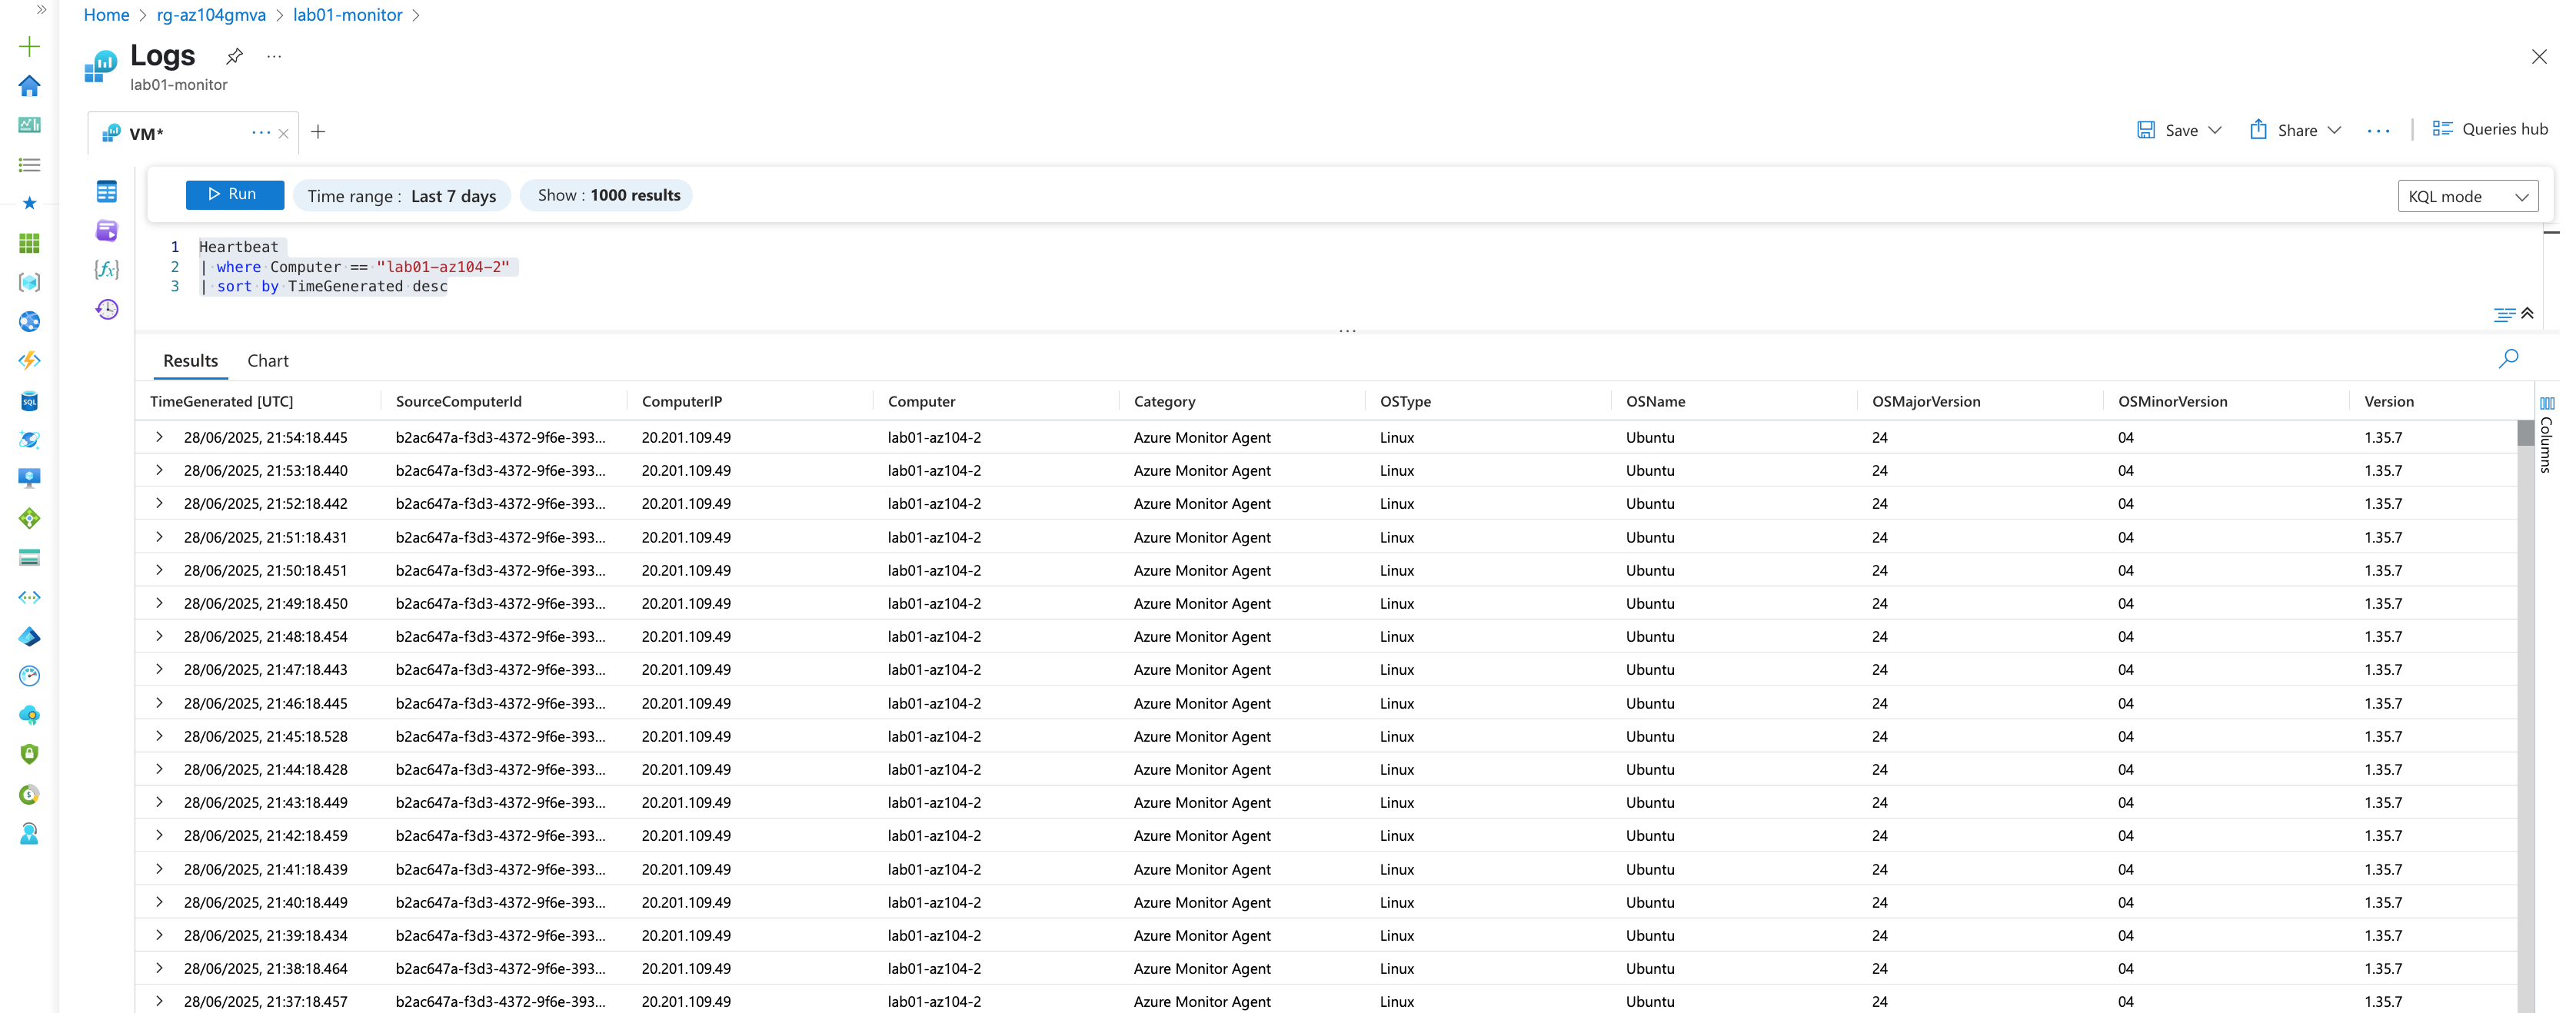 Home > rg-az104gmva > lab01-monitor >
Logs
lab01-monitor
VM*
Save
Share
Queries hub
Run
Time range : Last 7 days
Show : 1000 results
KQL mode
1 Heartbeat
2 | where Computer == "lab01-az104-2"
3 | sort by TimeGenerated desc
Results Chart
TimeGenerated [UTC] SourceComputerId ComputerIP Computer Category OSType OSName OSMajorVersion OSMinorVersion Version
28/06/2025, 21:54:18.445 b2ac647a-f3d3-4372-9f6e-393... 20.201.109.49 lab01-az104-2 Azure Monitor Agent Linux Ubuntu 24 04 1.35.7
28/06/2025, 21:53:18.440 b2ac647a-f3d3-4372-9f6e-393... 20.201.109.49 lab01-az104-2 Azure Monitor Agent Linux Ubuntu 24 04 1.35.7
28/06/2025, 21:52:18.442 b2ac647a-f3d3-4372-9f6e-393... 20.201.109.49 lab01-az104-2 Azure Monitor Agent Linux Ubuntu 24 04 1.35.7
28/06/2025, 21:51:18.431 b2ac647a-f3d3-4372-9f6e-393... 20.201.109.49 lab01-az104-2 Azure Monitor Agent Linux Ubuntu 24 04 1.35.7
28/06/2025, 21:50:18.451 b2ac647a-f3d3-4372-9f6e-393... 20.201.109.49 lab01-az104-2 Azure Monitor Agent Linux Ubuntu 24 04 1.35.7
28/06/2025, 21:49:18.450 b2ac647a-f3d3-4372-9f6e-393... 20.201.109.49 lab01-az104-2 Azure Monitor Agent Linux Ubuntu 24 04 1.35.7
28/06/2025, 21:48:18.454 b2ac647a-f3d3-4372-9f6e-393... 20.201.109.49 lab01-az104-2 Azure Monitor Agent Linux Ubuntu 24 04 1.35.7
28/06/2025, 21:47:18.443 b2ac647a-f3d3-4372-9f6e-393... 20.201.109.49 lab01-az104-2 Azure Monitor Agent Linux Ubuntu 24 04 1.35.7
28/06/2025, 21:46:18.445 b2ac647a-f3d3-4372-9f6e-393... 20.201.109.49 lab01-az104-2 Azure Monitor Agent Linux Ubuntu 24 04 1.35.7
28/06/2025, 21:45:18.528 b2ac647a-f3d3-4372-9f6e-393... 20.201.109.49 lab01-az104-2 Azure Monitor Agent Linux Ubuntu 24 04 1.35.7
28/06/2025, 21:44:18.428 b2ac647a-f3d3-4372-9f6e-393... 20.201.109.49 lab01-az104-2 Azure Monitor Agent Linux Ubuntu 24 04 1.35.7
28/06/2025, 21:43:18.449 b2ac647a-f3d3-4372-9f6e-393... 20.201.109.49 lab01-az104-2 Azure Monitor Agent Linux Ubuntu 24 04 1.35.7
28/06/2025, 21:42:18.459 b2ac647a-f3d3-4372-9f6e-393... 20.201.109.49 lab01-az104-2 Azure Monitor Agent Linux Ubuntu 24 04 1.35.7
28/06/2025, 21:41:18.439 b2ac647a-f3d3-4372-9f6e-393... 20.201.109.49 lab01-az104-2 Azure Monitor Agent Linux Ubuntu 24 04 1.35.7
28/06/2025, 21:40:18.449 b2ac647a-f3d3-4372-9f6e-393... 20.201.109.49 lab01-az104-2 Azure Monitor Agent Linux Ubuntu 24 04 1.35.7
28/06/2025, 21:39:18.434 b2ac647a-f3d3-4372-9f6e-393... 20.201.109.49 lab01-az104-2 Azure Monitor Agent Linux Ubuntu 24 04 1.35.7
28/06/2025, 21:38:18.464 b2ac647a-f3d3-4372-9f6e-393... 20.201.109.49 lab01-az104-2 Azure Monitor Agent Linux Ubuntu 24 04 1.35.7
28/06/2025, 21:37:18.457 b2ac647a-f3d3-4372-9f6e-393... 20.201.109.49 lab01-az104-2 Azure Monitor Agent Linux Ubuntu 24 04 1.35.7
Columns
SQL